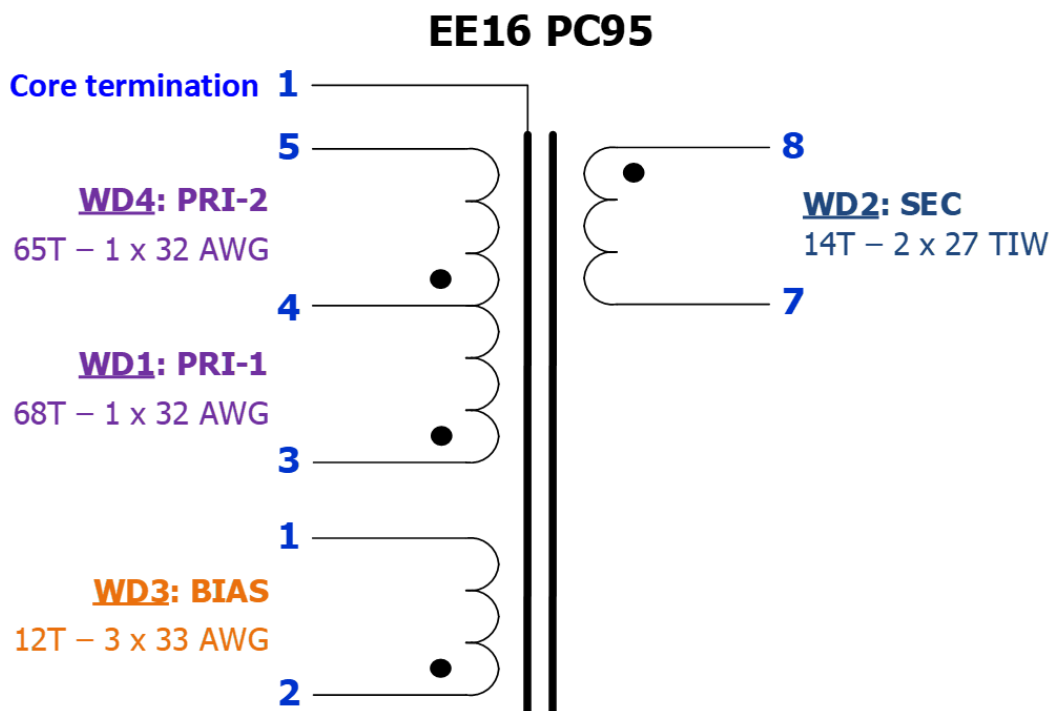 EE16 PC95
Core termination 1
5
8
WD4: PRI-2
65T – 1 x 32 AWG
WD2: SEC
14T – 2 x 27 TIW
4
7
WD1: PRI-1
68T – 1 x 32 AWG
3
1
WD3: BIAS
12T – 3 x 33 AWG
2